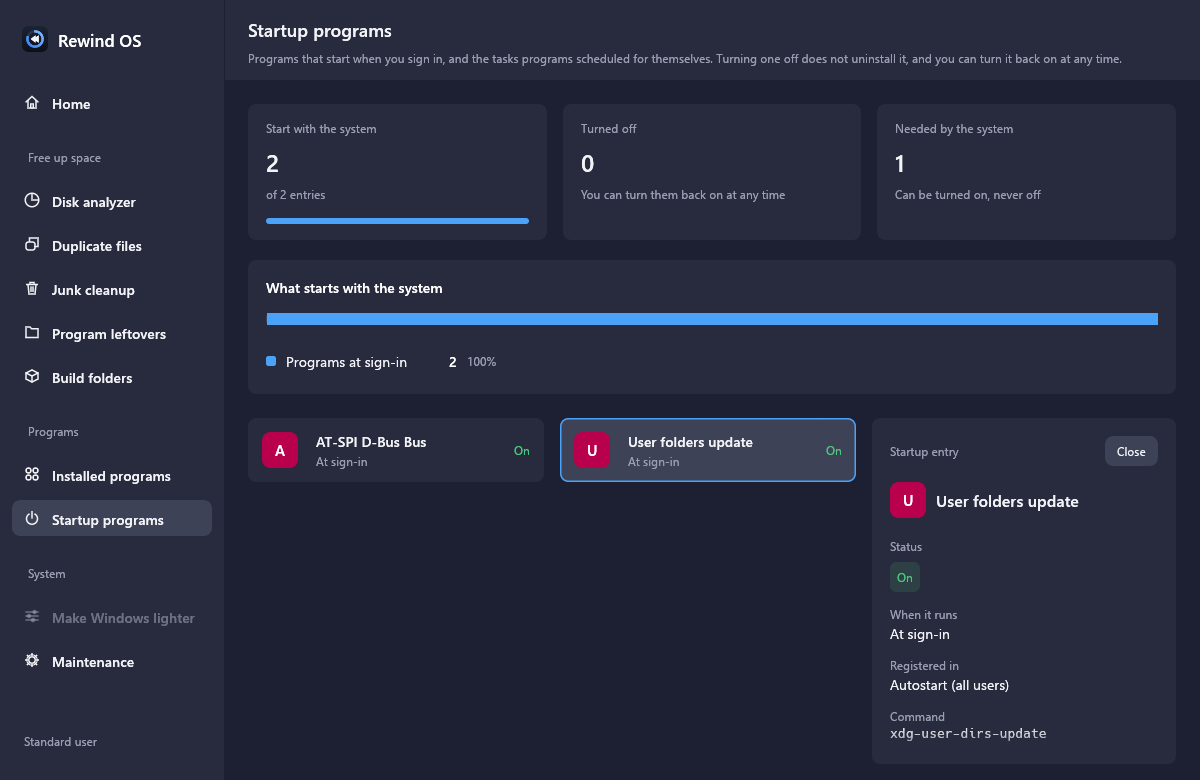 Rewind OS
Home
Free up space
Disk analyzer
Duplicate files
Junk cleanup
Program leftovers
Build folders
Programs
Installed programs
Startup programs
System
Make Windows lighter
Maintenance
Standard user
Startup programs
Programs that start when you sign in, and the tasks programs scheduled for themselves. Turning one off does not uninstall it, and you can turn it back on at any time.
Start with the system
2
of 2 entries
Turned off
0
You can turn them back on at any time
Needed by the system
1
Can be turned on, never off
What starts with the system
Programs at sign-in 2 100%
A
AT-SPI D-Bus Bus
At sign-in
On
U
User folders update
At sign-in
On
Startup entry
Close
U
User folders update
Status
On
When it runs
At sign-in
Registered in
Autostart (all users)
Command
xdg-user-dirs-update